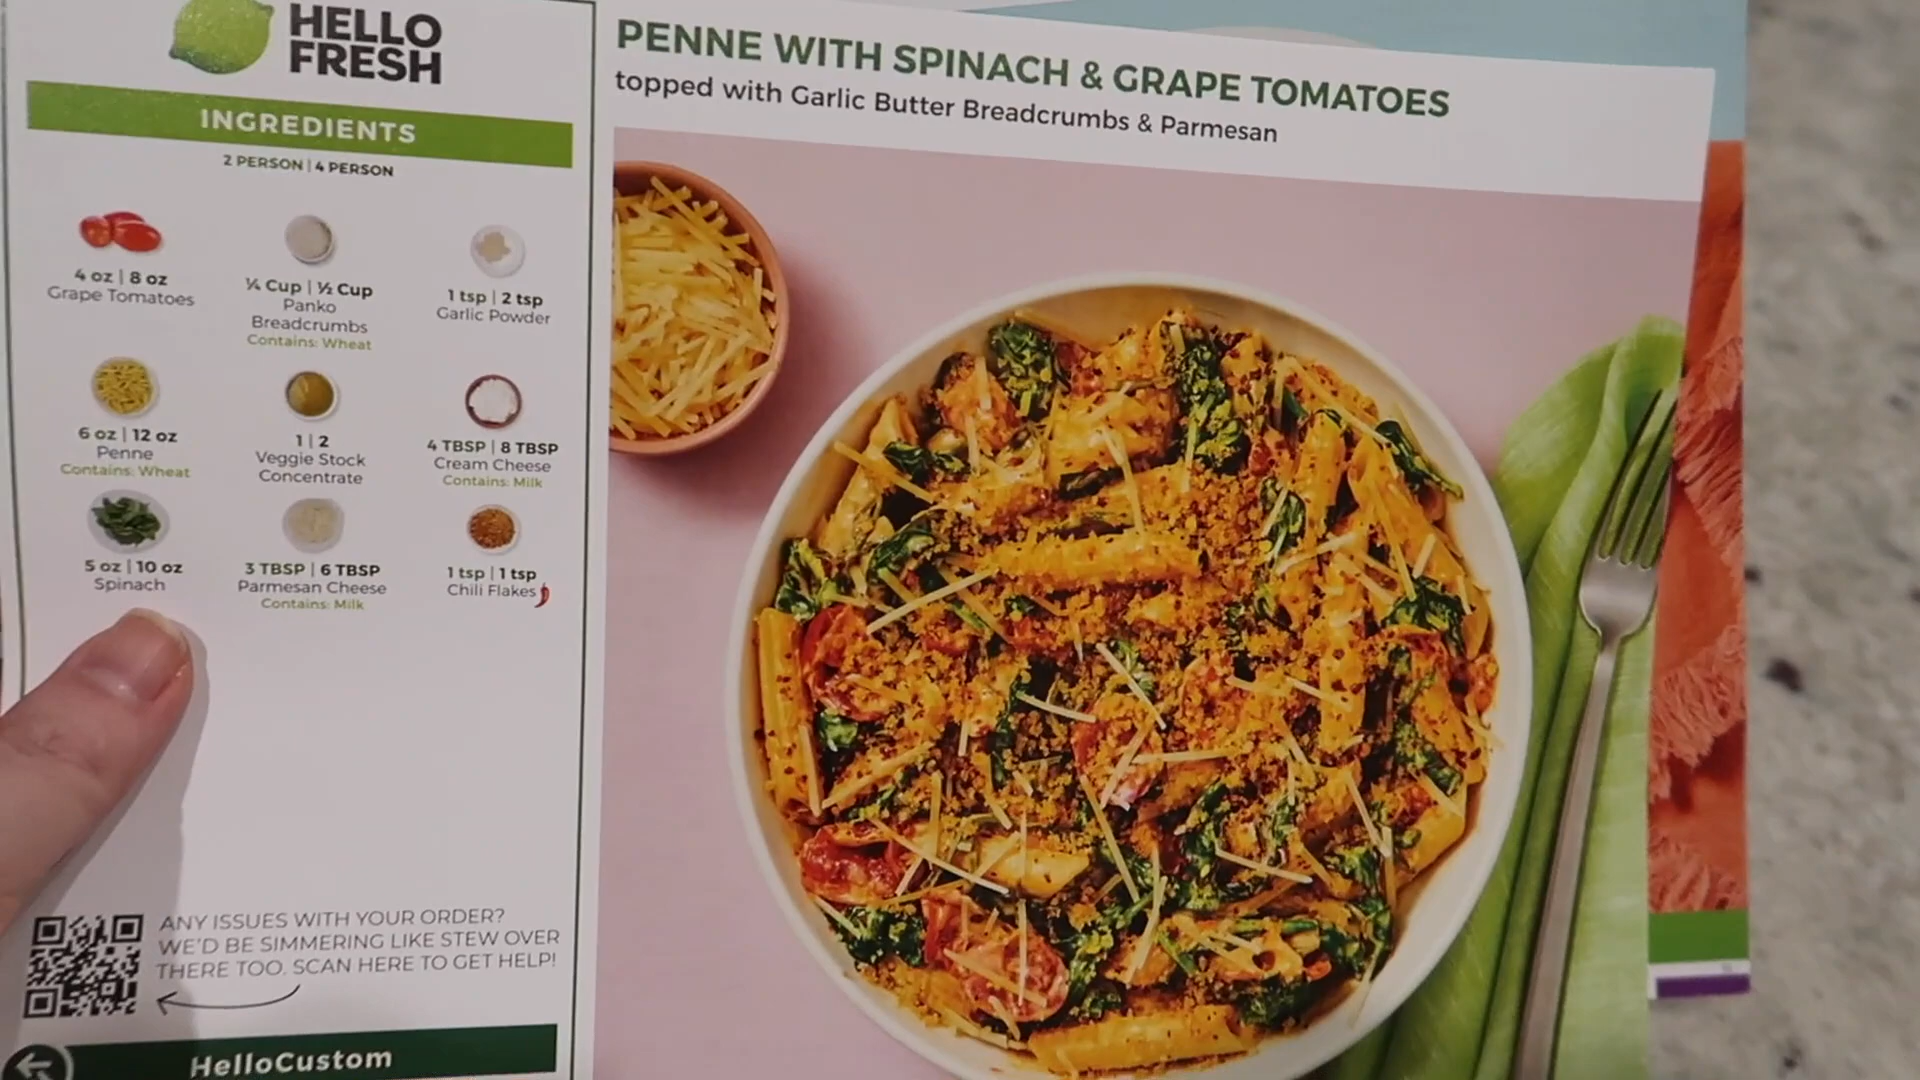 HELLO
FRESH
INGREDIENTS
2 PERSON | 4 PERSON
4 oz | 8 oz
Grape Tomatoes
¼ Cup | ½ Cup
Panko
Breadcrumbs
Contains: Wheat
1 tsp | 2 tsp
Garlic Powder
6 oz | 12 oz
Penne
Contains: Wheat
1 | 2
Veggie Stock
Concentrate
4 TBSP | 8 TBSP
Cream Cheese
Contains: Milk
5 oz | 10 oz
Spinach
3 TBSP | 6 TBSP
Parmesan Cheese
Contains: Milk
1 tsp | 1 tsp
Chili Flakes
ANY ISSUES WITH YOUR ORDER?
WE'D BE SIMMERING LIKE STEW OVER
THERE TOO. SCAN HERE TO GET HELP!
HelloCustom
PENNE WITH SPINACH & GRAPE TOMATOES
topped with Garlic Butter Breadcrumbs & Parmesan